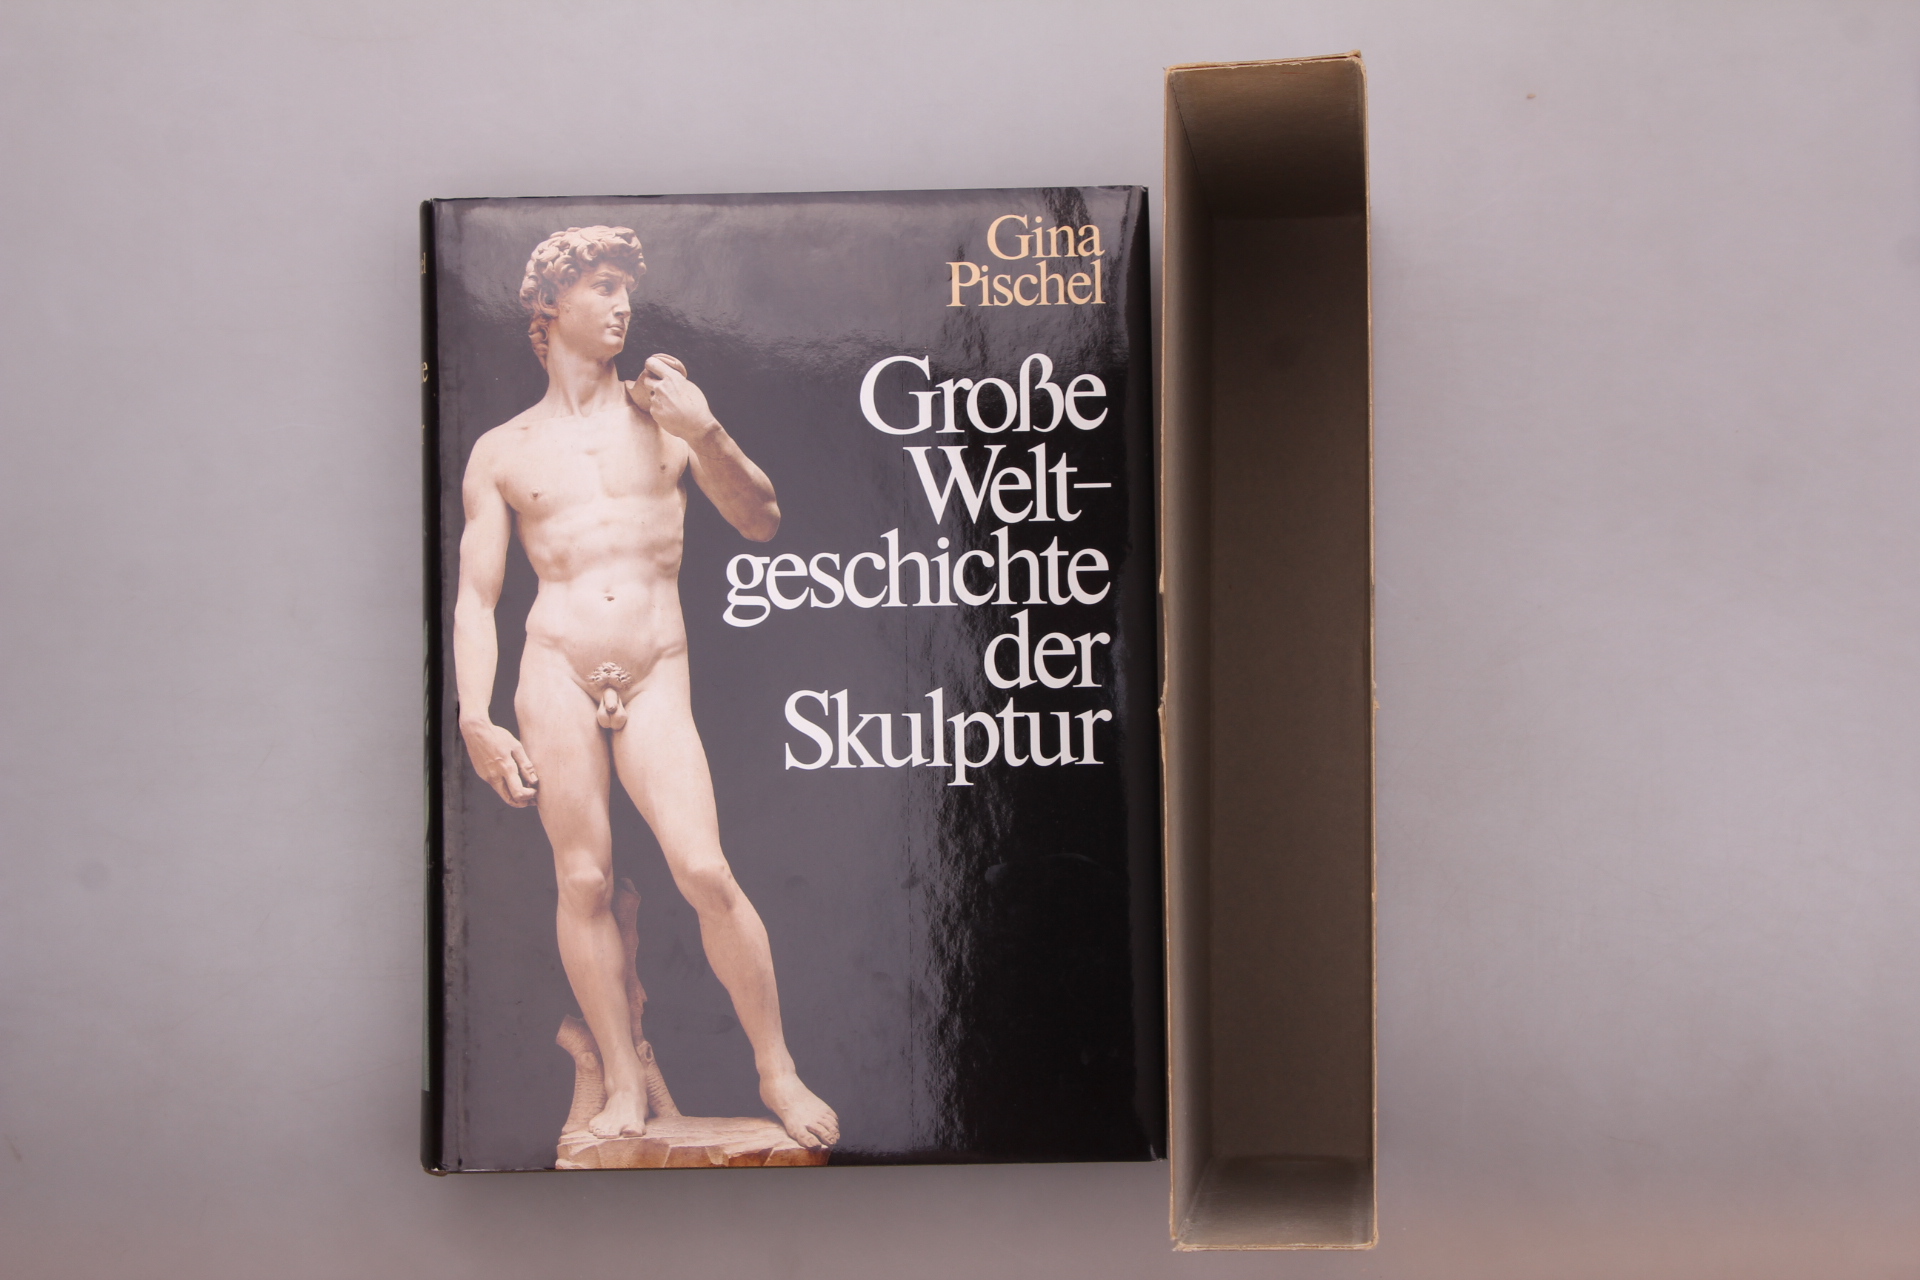 Gina
Pischel
Große
Welt-
geschichte
der
Skulptur